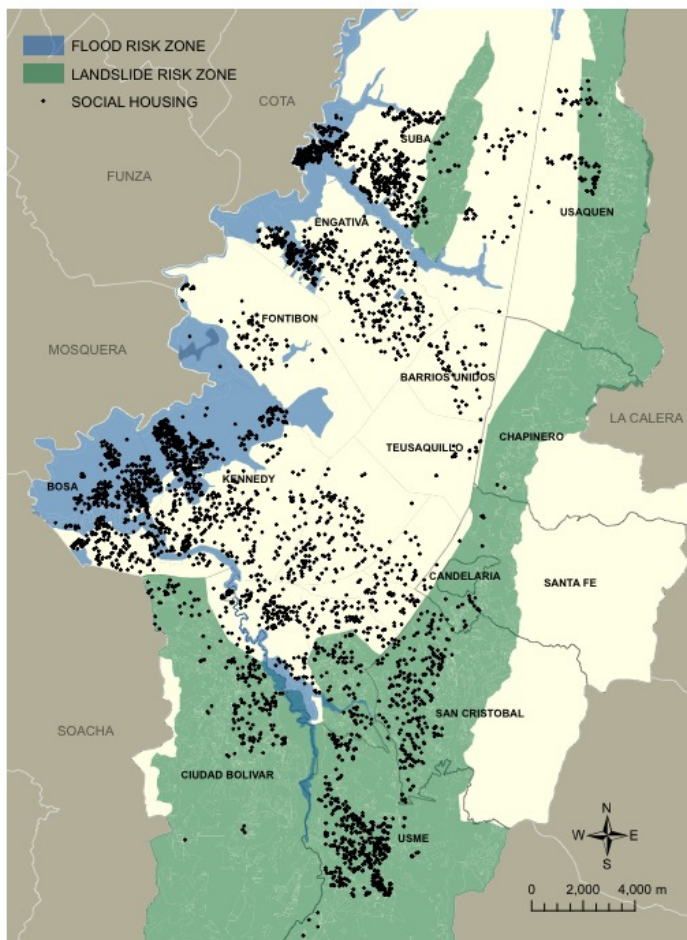 FLOOD RISK ZONE
LANDSLIDE RISK ZONE
SOCIAL HOUSING
COTA
SUBA
FUNZA
USAQUEN
ENGATIVA
FONTIBON
MOSQUERA
BARRIOS UNIDOS
LA CALERA
CHAPINERO
TEUSAQUILLO
KENNEDY
BOSA
CANDELARIA
SANTA FE
SAN CRISTOBAL
SOACHA
CIUDAD BOLIVAR
N
W E
S
USME
0 2,000 4,000 m